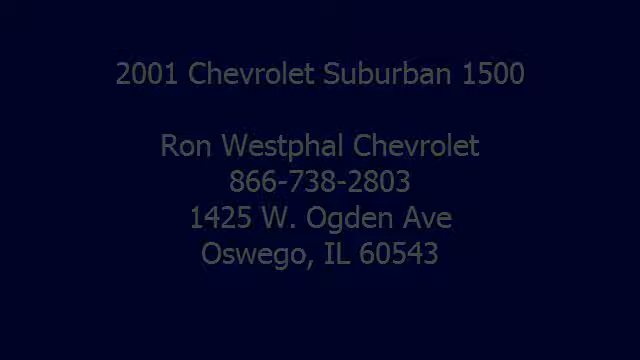 2001 Chevrolet Suburban 1500
Ron Westphal Chevrolet
866-738-2803
1425 W. Ogden Ave
Oswego, IL 60543